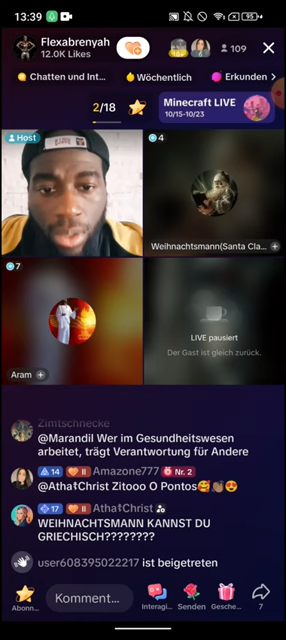 13:39
92
Flexabrenyah
12.0K Likes
109
Chatten und Int...
Wöchentlich
Erkunden
2/18
Minecraft LIVE
10/15-10/23
Host
4
Weihnachtsmann(Santa Cla...
7
Aram
LIVE pausiert
Der Gast ist gleich zurück.
Zimtschnecke
@Marandil Wer im Gesundheitswesen
arbeitet, trägt Verantwortung für Andere
14 II Amazone777 Nr. 2
@Atha☦Christ Zitooo O Pontos🥰😍
17 II Atha☦Christ
WEIHNACHTSMANN KANNST DU
GRIECHISCH????????
user608395022217 ist beigetreten
Kommen...
Abonn...
Interagi...
Senden
Gesche...
7